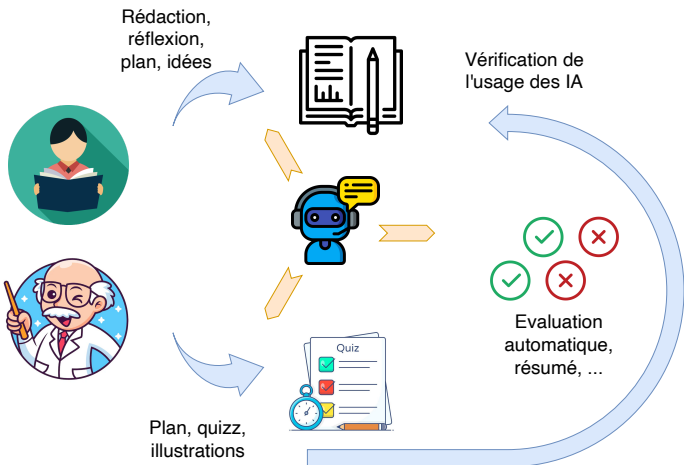 Rédaction,
réflexion,
plan, idées
Vérification de
l'usage des IA
Evaluation
automatique,
résumé, ...
Quiz
Plan, quizz,
illustrations